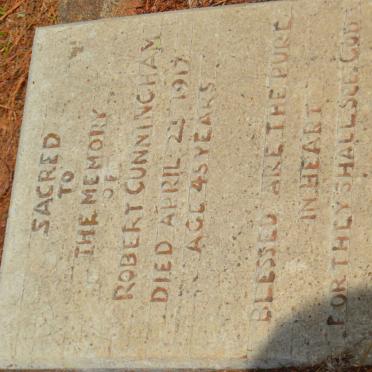 SACRED
TO
THE MEMORY
OF
ROBERT CUNNINGHAM
DIED APRIL 24 1917
AGE 45 YEARS
BLESSED ARE THE PURE
IN HEART
FOR THEY SHALL SEE GOD